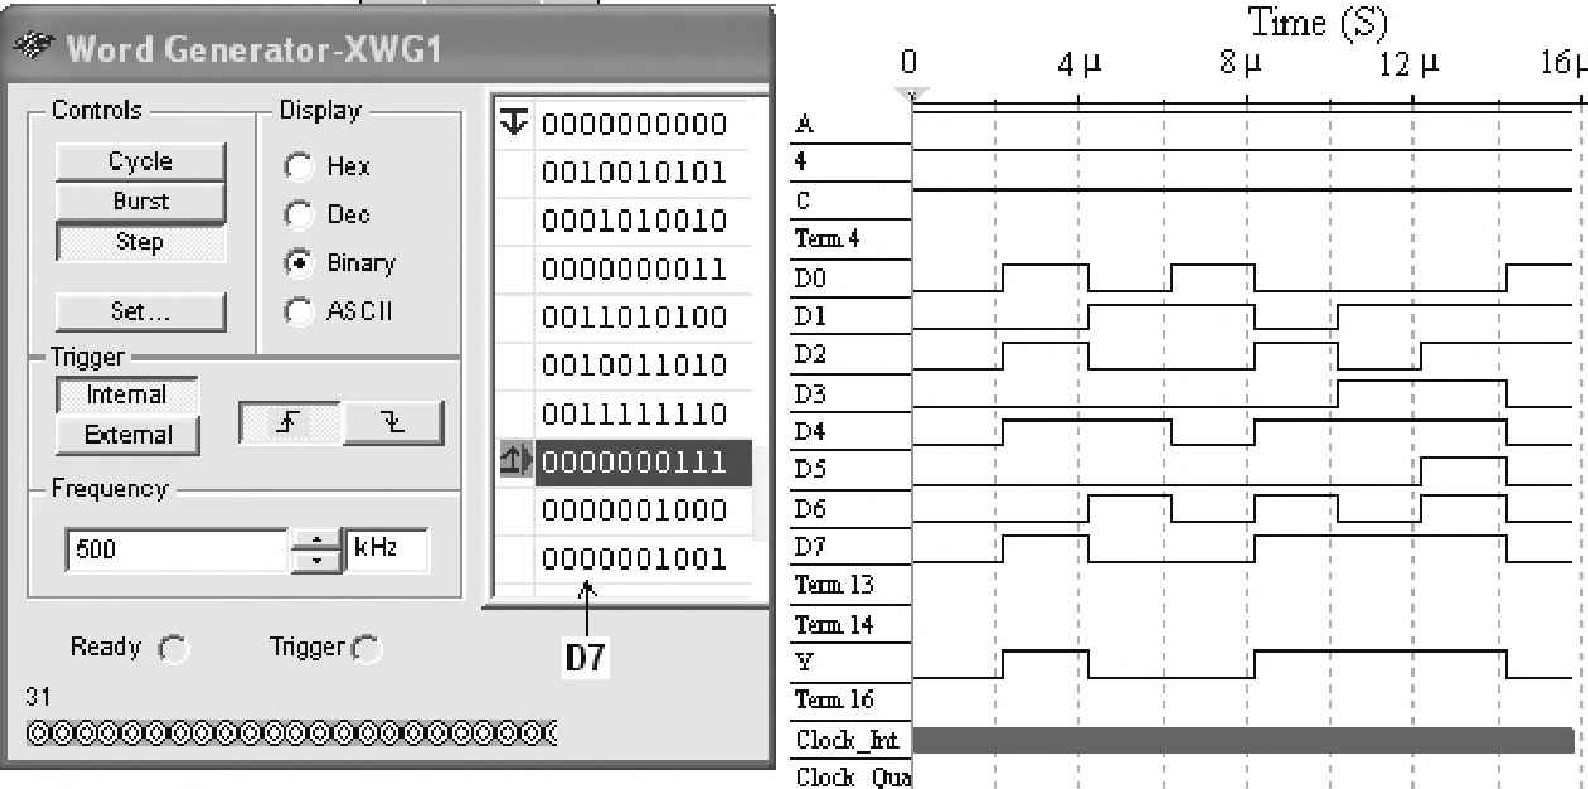 Word Generator-XWG1
Controls
Cycle
Burst
Step
Set...
Display
Hex
Dec
Binary
ASCII
Trigger
Internal
External
Frequency
500
kHz
Ready
Trigger
31
0000000000
0010010101
0001010010
0000000011
0011010100
0010011010
0011111110
0000000111
0000001000
0000001001
D7
Time (S)
0 4 µ 8 µ 12 µ 16µ
A
4
C
Term 4
D0
D1
D2
D3
D4
D5
D6
D7
Term 13
Term 14
Y
Term 16
Clock_Int
Clock_Qua